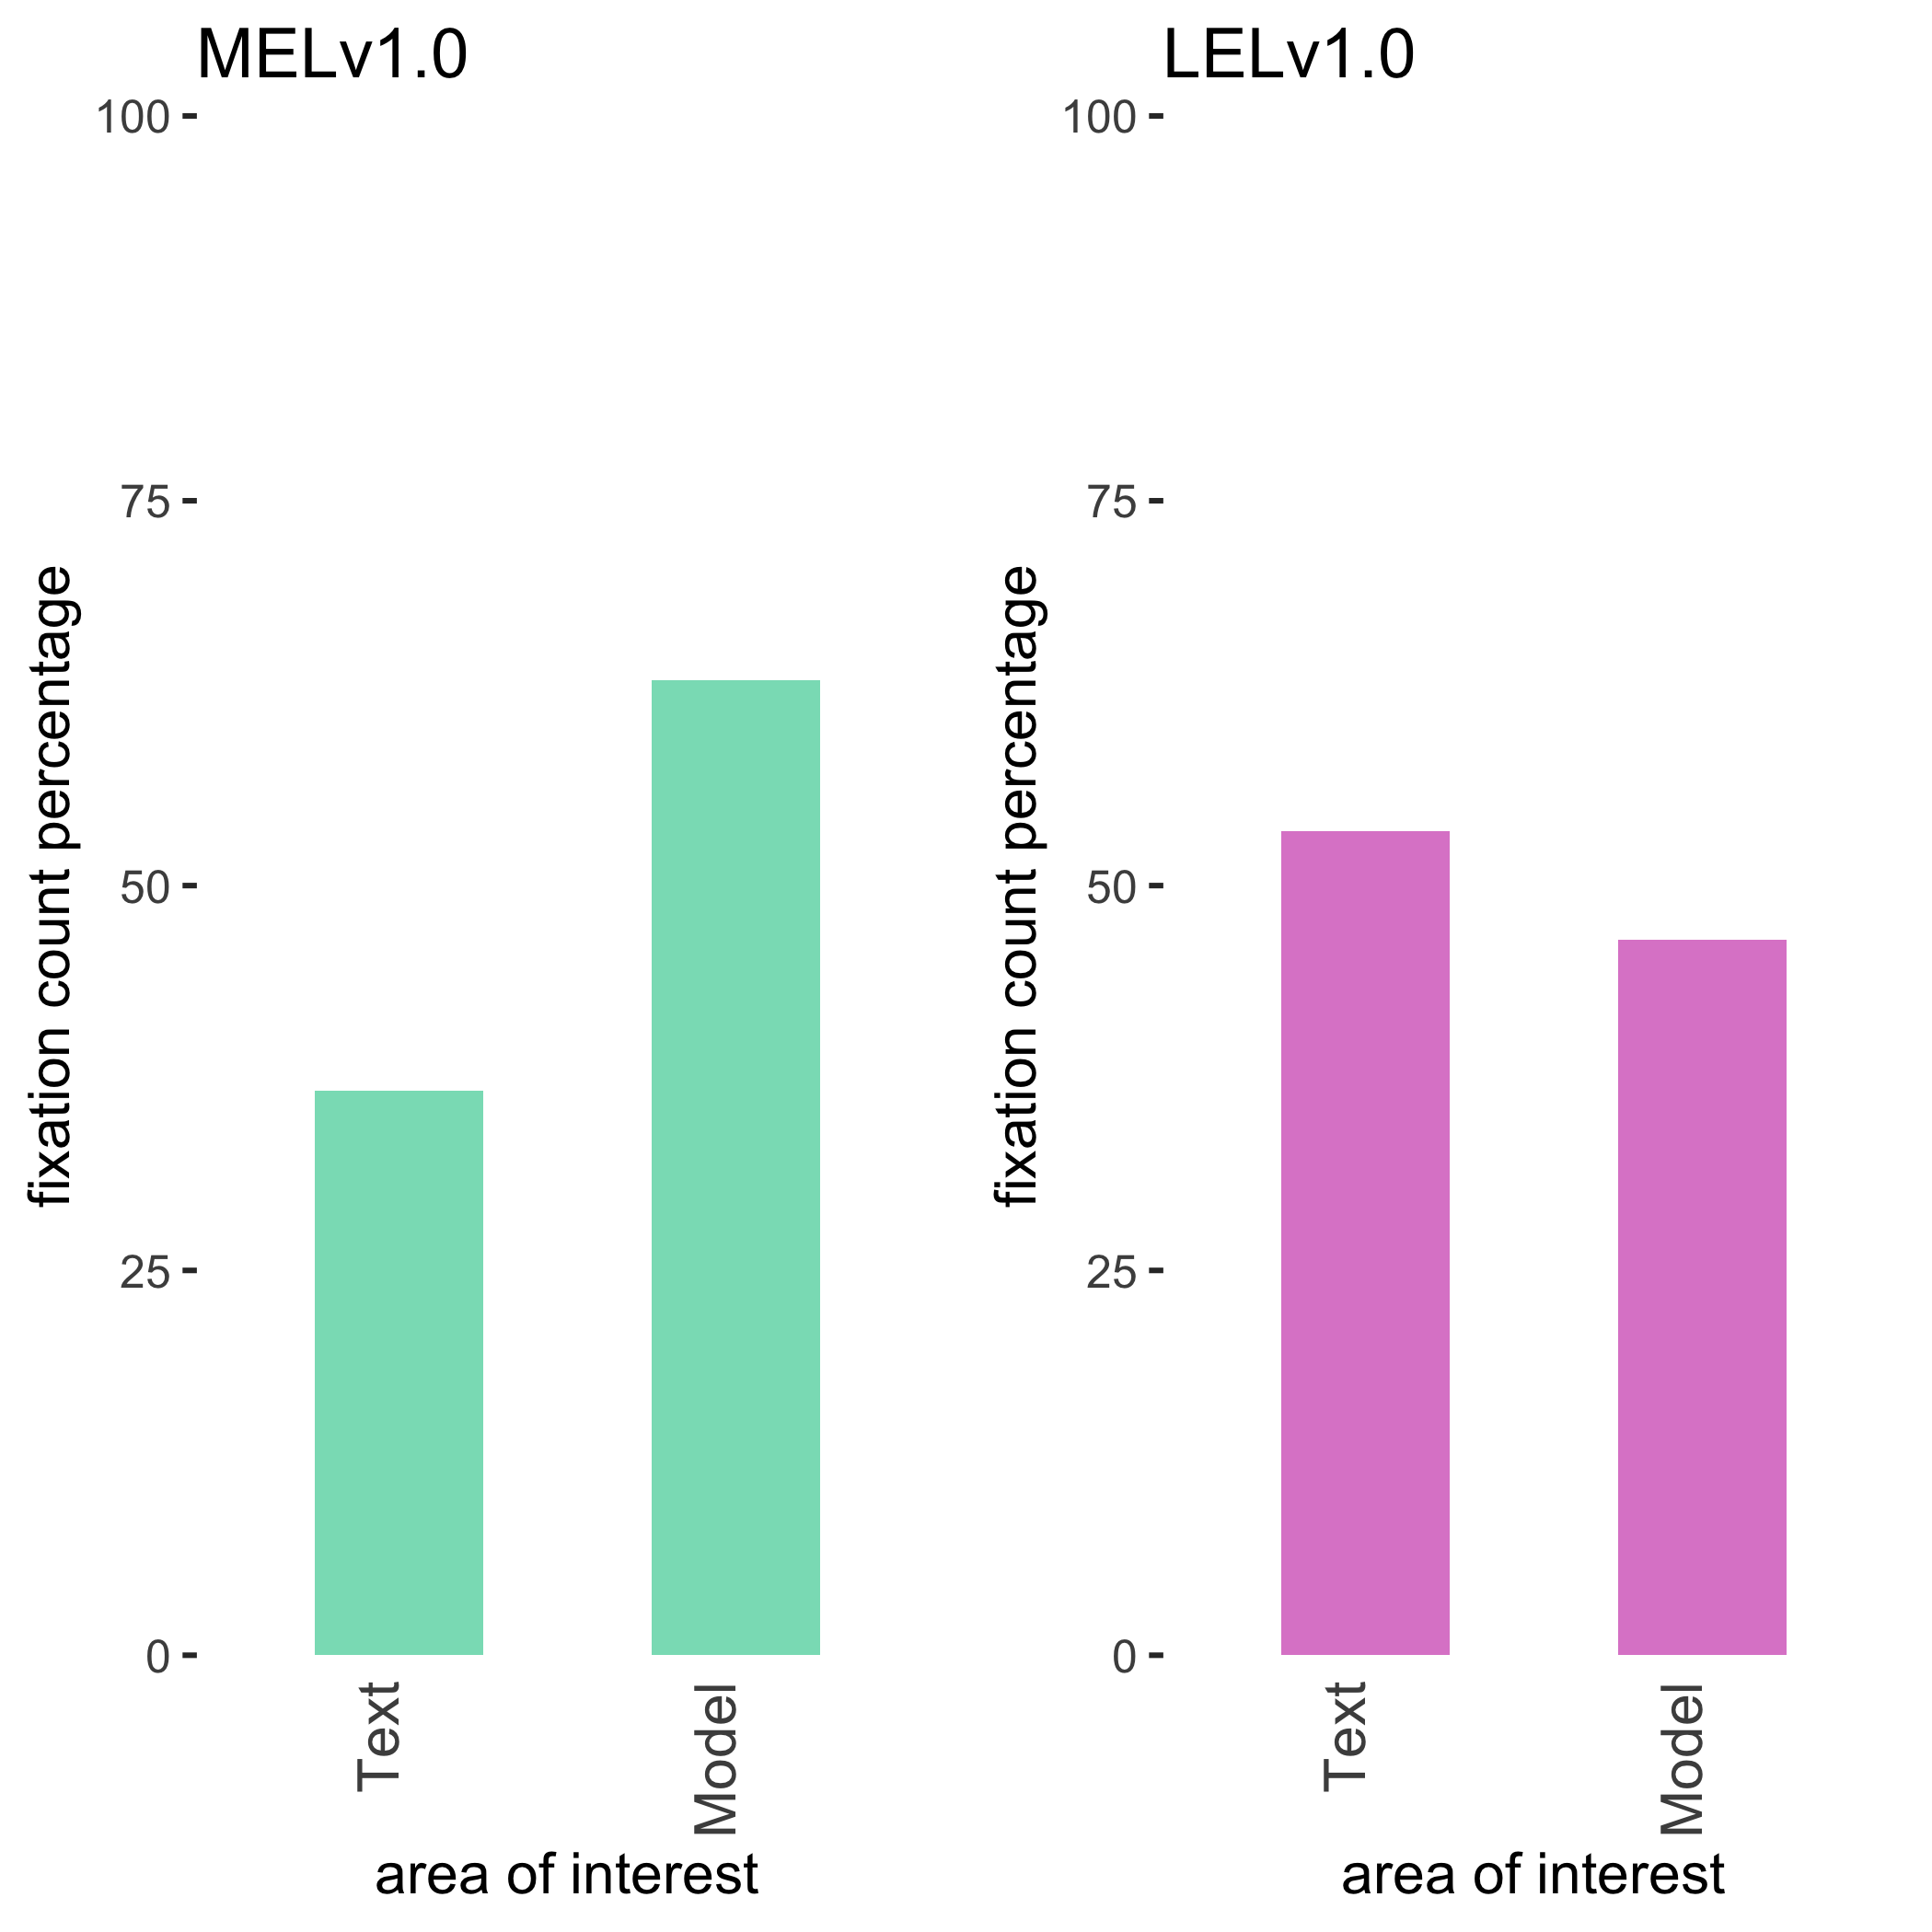 MELv1.0
100
75
50
25
0
fixation count percentage
Text
Model
area of interest
LELv1.0
100
75
50
25
0
fixation count percentage
Text
Model
area of interest